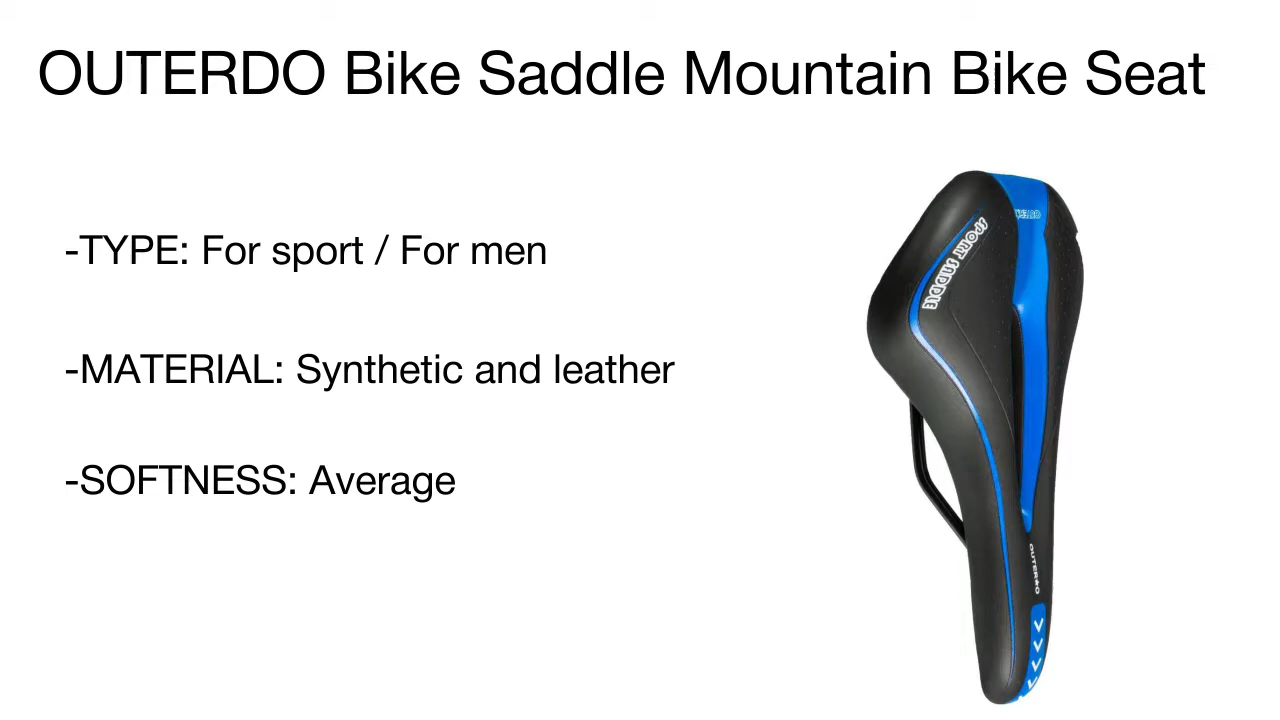 OUTERDO Bike Saddle Mountain Bike Seat
-TYPE: For sport / For men
-MATERIAL: Synthetic and leather
-SOFTNESS: Average
SPORT SADDLE
OUTERDO